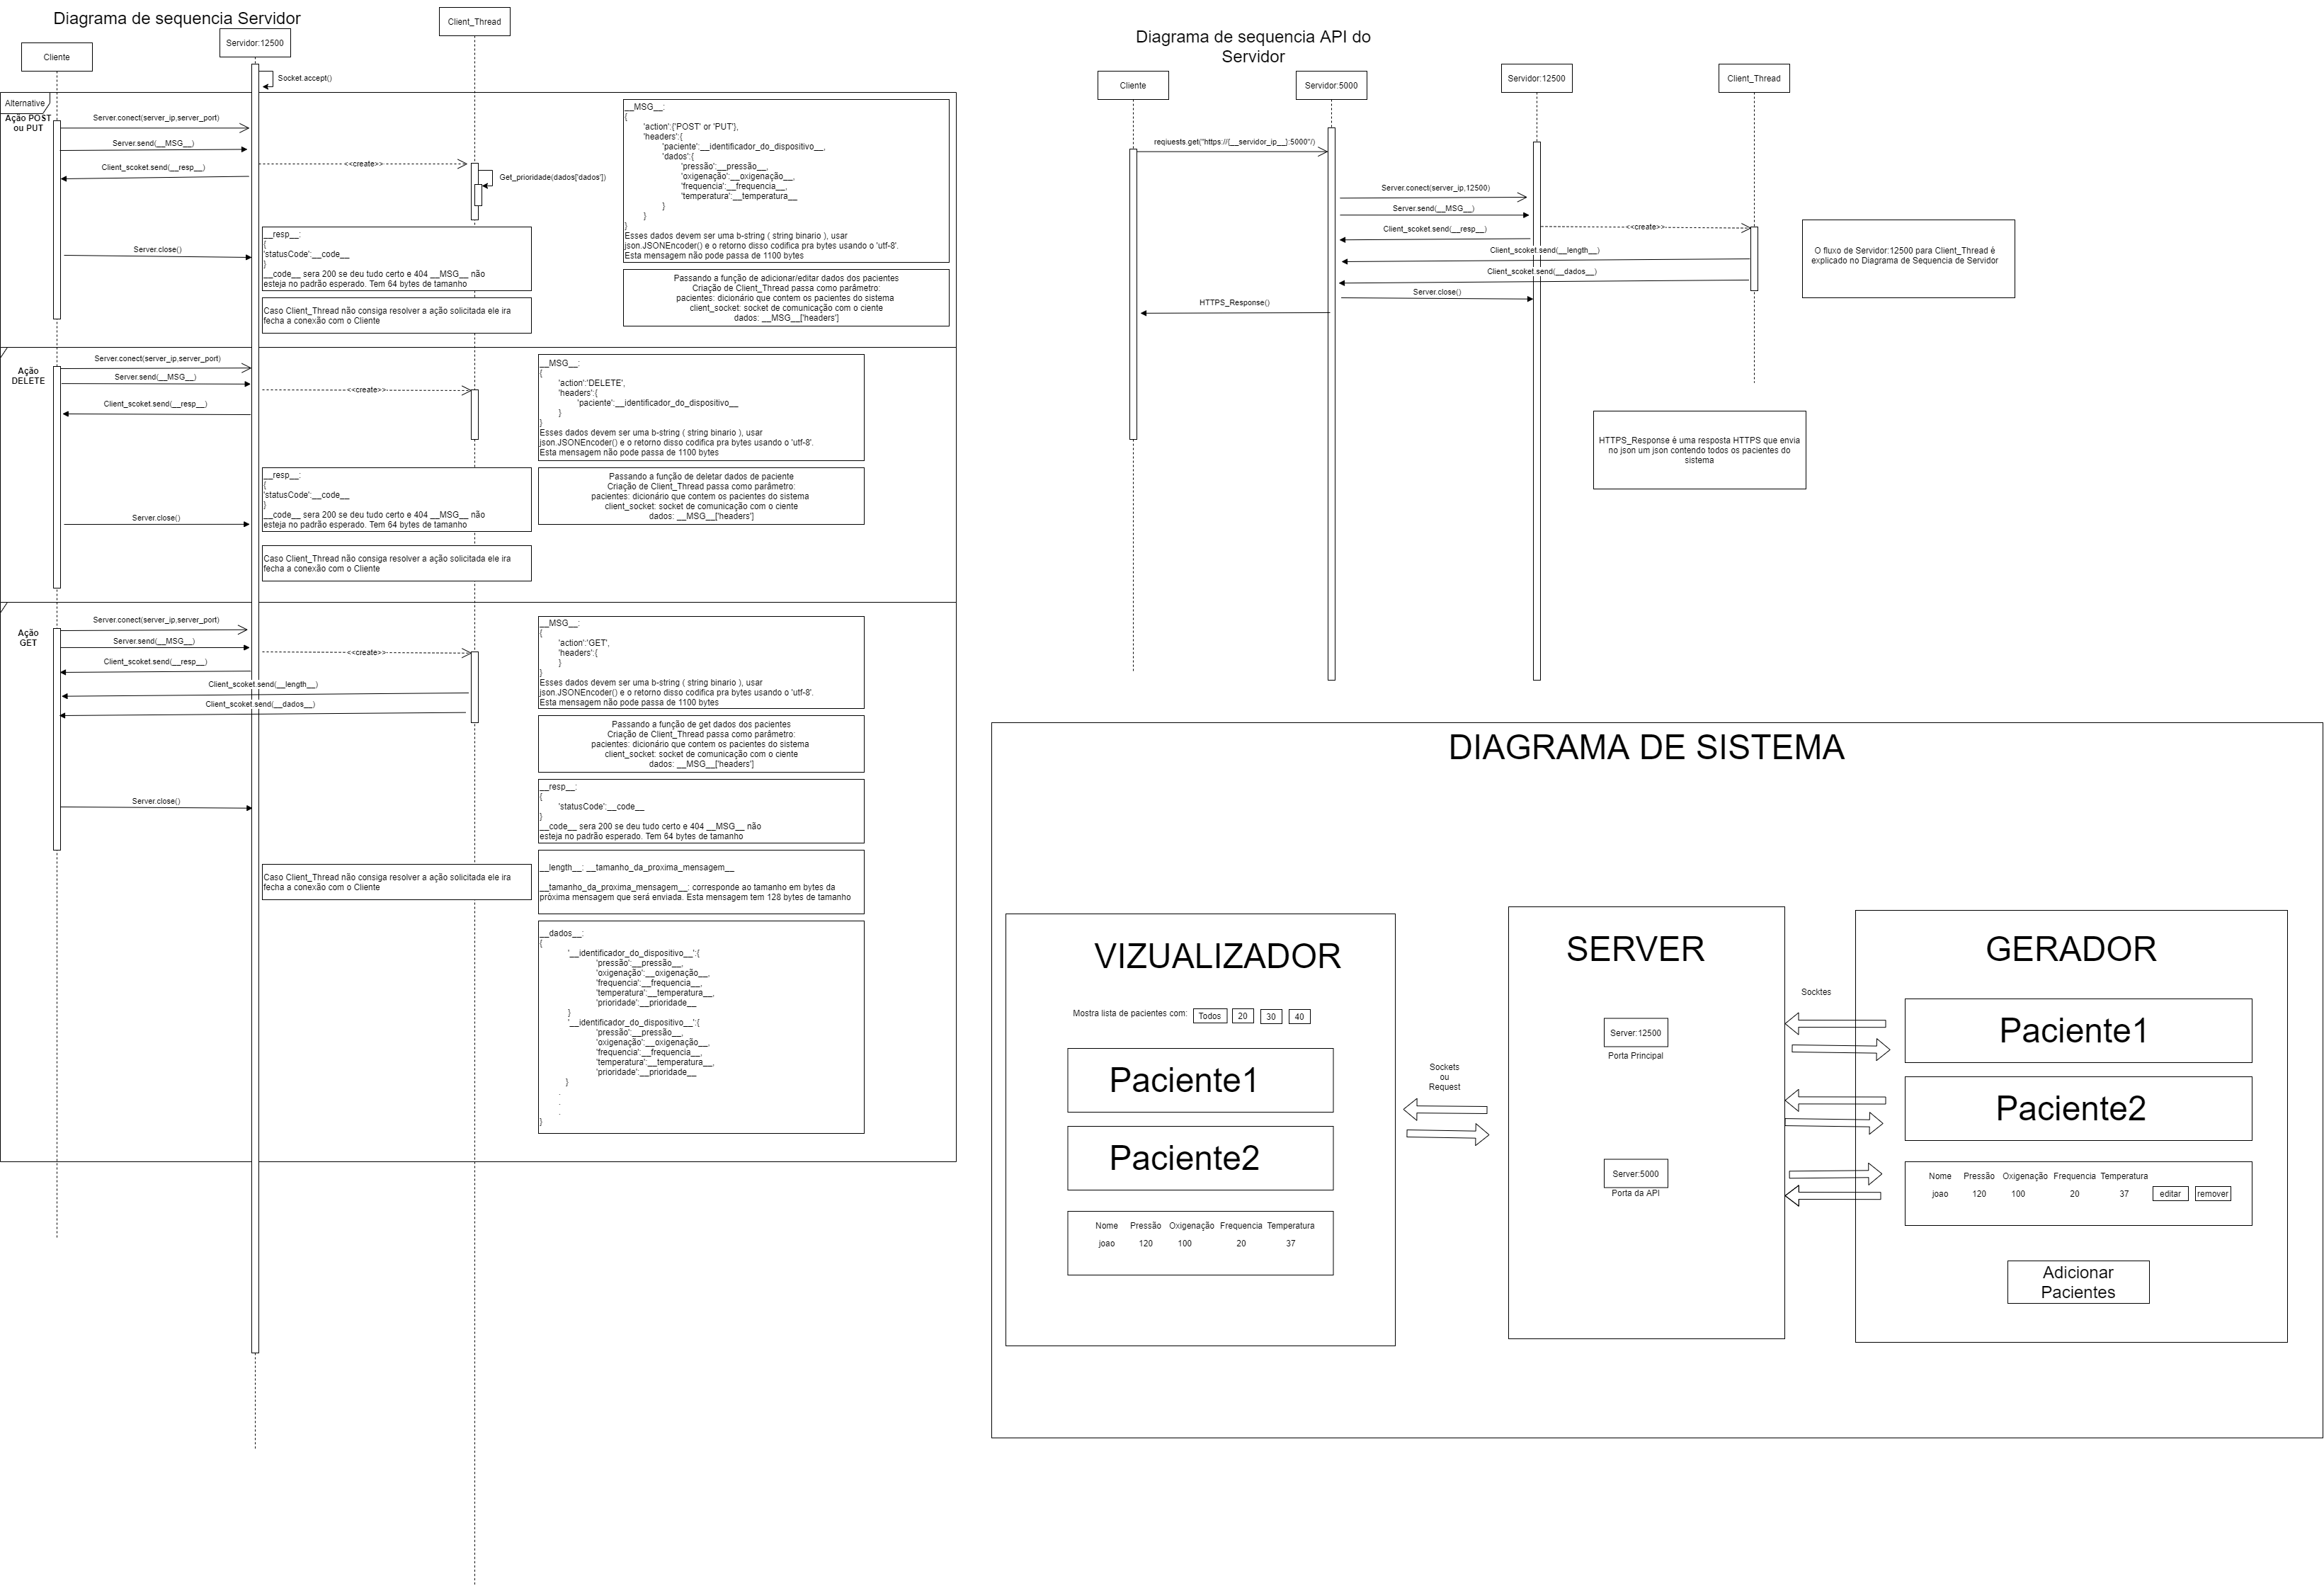 Diagrama de sequencia Servidor
Client_Thread
Servidor:12500
Cliente
Socket.accept()
Alternative
Ação POST
ou PUT
Server.conect(server_ip,server_port)
Server.send(__MSG__)
Client_scoket.send(__resp__)
<<create>>
Get_prioridade(dados['dados'])
Server.close()
__MSG__:
{
'action':{'POST' or 'PUT'},
'headers':{
'paciente':__identificador_do_dispositivo__,
'dados':{
'pressão':__pressão__,
'oxigenação':__oxigenação__,
'frequencia':__frequencia__,
'temperatura':__temperatura__
}
}
}
Esses dados devem ser uma b-string ( string binario ), usar
json.JSONEncoder() e o retorno disso codifica pra bytes usando o 'utf-8'.
Esta mensagem não pode passa de 1100 bytes
__resp__:
{
'statusCode':__code__
}
__code__ sera 200 se deu tudo certo e 404 __MSG__ não
esteja no padrão esperado. Tem 64 bytes de tamanho
Passando a função de adicionar/editar dados dos pacientes
Criação de Client_Thread passa como parâmetro:
pacientes: dicionário que contem os pacientes do sistema
client_socket: socket de comunicação com o ciente
dados: __MSG__['headers']
Caso Client_Thread não consiga resolver a ação solicitada ele ira
fecha a conexão com o Cliente
Ação
DELETE
Server.conect(server_ip,server_port)
Server.send(__MSG__)
Client_scoket.send(__resp__)
<<create>>
Server.close()
__MSG__:
{
'action':'DELETE',
'headers':{
'paciente':__identificador_do_dispositivo__
}
}
Esses dados devem ser uma b-string ( string binario ), usar
json.JSONEncoder() e o retorno disso codifica pra bytes usando o 'utf-8'.
Esta mensagem não pode passa de 1100 bytes
__resp__:
{
'statusCode':__code__
}
__code__ sera 200 se deu tudo certo e 404 __MSG__ não
esteja no padrão esperado. Tem 64 bytes de tamanho
Passando a função de deletar dados de paciente
Criação de Client_Thread passa como parâmetro:
pacientes: dicionário que contem os pacientes do sistema
client_socket: socket de comunicação com o ciente
dados: __MSG__['headers']
Caso Client_Thread não consiga resolver a ação solicitada ele ira
fecha a conexão com o Cliente
Ação
GET
Server.conect(server_ip,server_port)
Server.send(__MSG__)
Client_scoket.send(__resp__)
<<create>>
Client_scoket.send(__length__)
Client_scoket.send(__dados__)
Server.close()
__MSG__:
{
'action':'GET',
'headers':{
}
}
Esses dados devem ser uma b-string ( string binario ), usar
json.JSONEncoder() e o retorno disso codifica pra bytes usando o 'utf-8'.
Esta mensagem não pode passa de 1100 bytes
Passando a função de get dados dos pacientes
Criação de Client_Thread passa como parâmetro:
pacientes: dicionário que contem os pacientes do sistema
client_socket: socket de comunicação com o ciente
dados: __MSG__['headers']
__resp__:
{
'statusCode':__code__
}
__code__ sera 200 se deu tudo certo e 404 __MSG__ não
esteja no padrão esperado. Tem 64 bytes de tamanho
Caso Client_Thread não consiga resolver a ação solicitada ele ira
fecha a conexão com o Cliente
__length__: __tamanho_da_proxima_mensagem__
__tamanho_da_proxima_mensagem__: corresponde ao tamanho em bytes da
próxima mensagem que será enviada. Esta mensagem tem 128 bytes de tamanho
__dados__:
{
'__identificador_do_dispositivo__':{
'pressão':__pressão__,
'oxigenação':__oxigenação__,
'frequencia':__frequencia__,
'temperatura':__temperatura__,
'prioridade':__prioridade__
}
'__identificador_do_dispositivo__':{
'pressão':__pressão__,
'oxigenação':__oxigenação__,
'frequencia':__frequencia__,
'temperatura':__temperatura__,
'prioridade':__prioridade__
}
.
.
.
}
Diagrama de sequencia API do
Servidor
Cliente
Servidor:5000
Servidor:12500
Client_Thread
reqiuests.get("https://{__servidor_ip__}:5000"/)
Server.conect(server_ip,12500)
Server.send(__MSG__)
<<create>>
Client_scoket.send(__resp__)
Client_scoket.send(__length__)
Client_scoket.send(__dados__)
Server.close()
HTTPS_Response()
O fluxo de Servidor:12500 para Client_Thread è
explicado no Diagrama de Sequencia de Servidor
HTTPS_Response è uma resposta HTTPS que envia
no json um json contendo todos os pacientes do
sistema
DIAGRAMA DE SISTEMA
VIZUALIZADOR
Mostra lista de pacientes com: Todos 20 30 40
Paciente1
Paciente2
Nome Pressão Oxigenação Frequencia Temperatura
joao 120 100 20 37
Sockets
ou
Request
SERVER
Server:12500
Porta Principal
Server:5000
Porta da API
Socktes
GERADOR
Paciente1
Paciente2
Nome Pressão Oxigenação Frequencia Temperatura
joao 120 100 20 37 editar remover
Adicionar
Pacientes